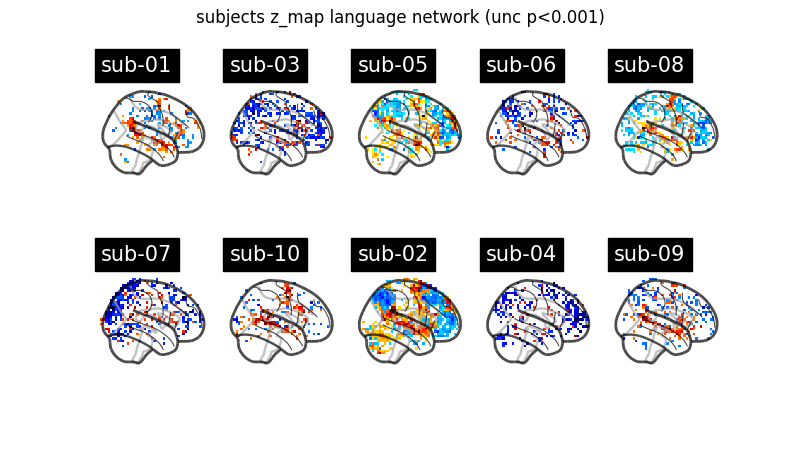 subjects z_map language network (unc p<0.001)
sub-01 sub-03 sub-05 sub-06 sub-08
sub-07 sub-10 sub-02 sub-04 sub-09